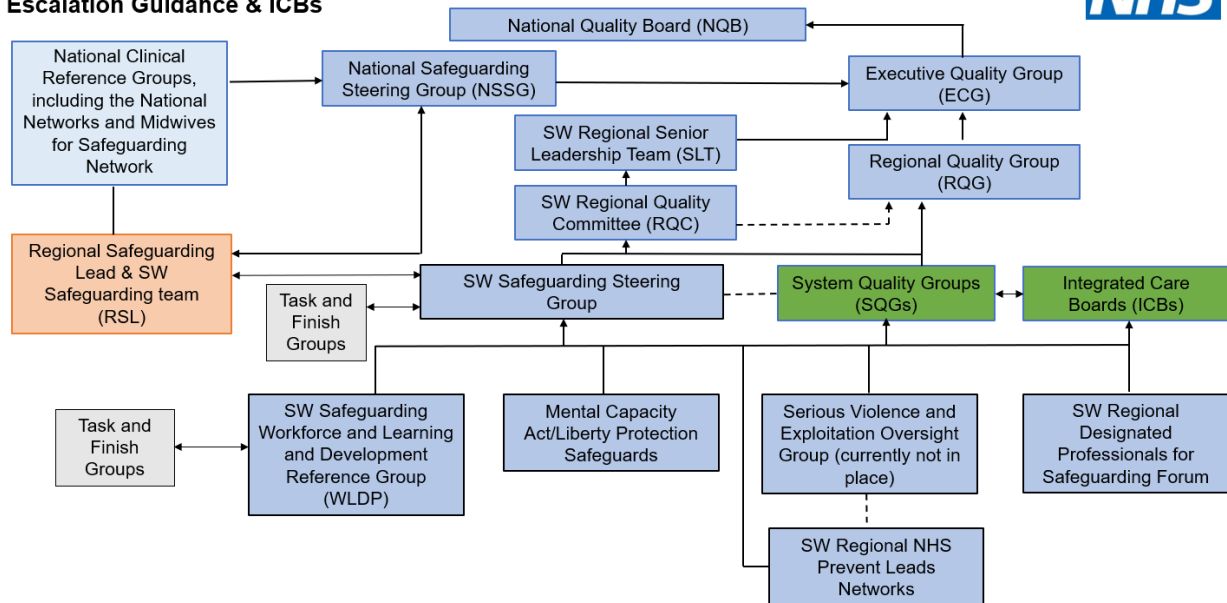 Escalation Guidance & ICBs
NHS
National Quality Board (NQB)
National Clinical
Reference Groups,
including the National
Networks and Midwives
for Safeguarding
Network
National Safeguarding
Steering Group (NSSG)
Executive Quality Group
(ECG)
SW Regional Senior
Leadership Team (SLT)
Regional Quality Group
(RQG)
SW Regional Quality
Committee (RQC)
Regional Safeguarding
Lead & SW
Safeguarding team
(RSL)
SW Safeguarding Steering
Group
System Quality Groups
(SQGs)
Integrated Care
Boards (ICBs)
Task and
Finish
Groups
Task and
Finish
Groups
SW Safeguarding
Workforce and Learning
and Development
Reference Group
(WLDP)
Mental Capacity
Act/Liberty Protection
Safeguards
Serious Violence and
Exploitation Oversight
Group (currently not in
place)
SW Regional
Designated
Professionals for
Safeguarding Forum
SW Regional NHS
Prevent Leads
Networks